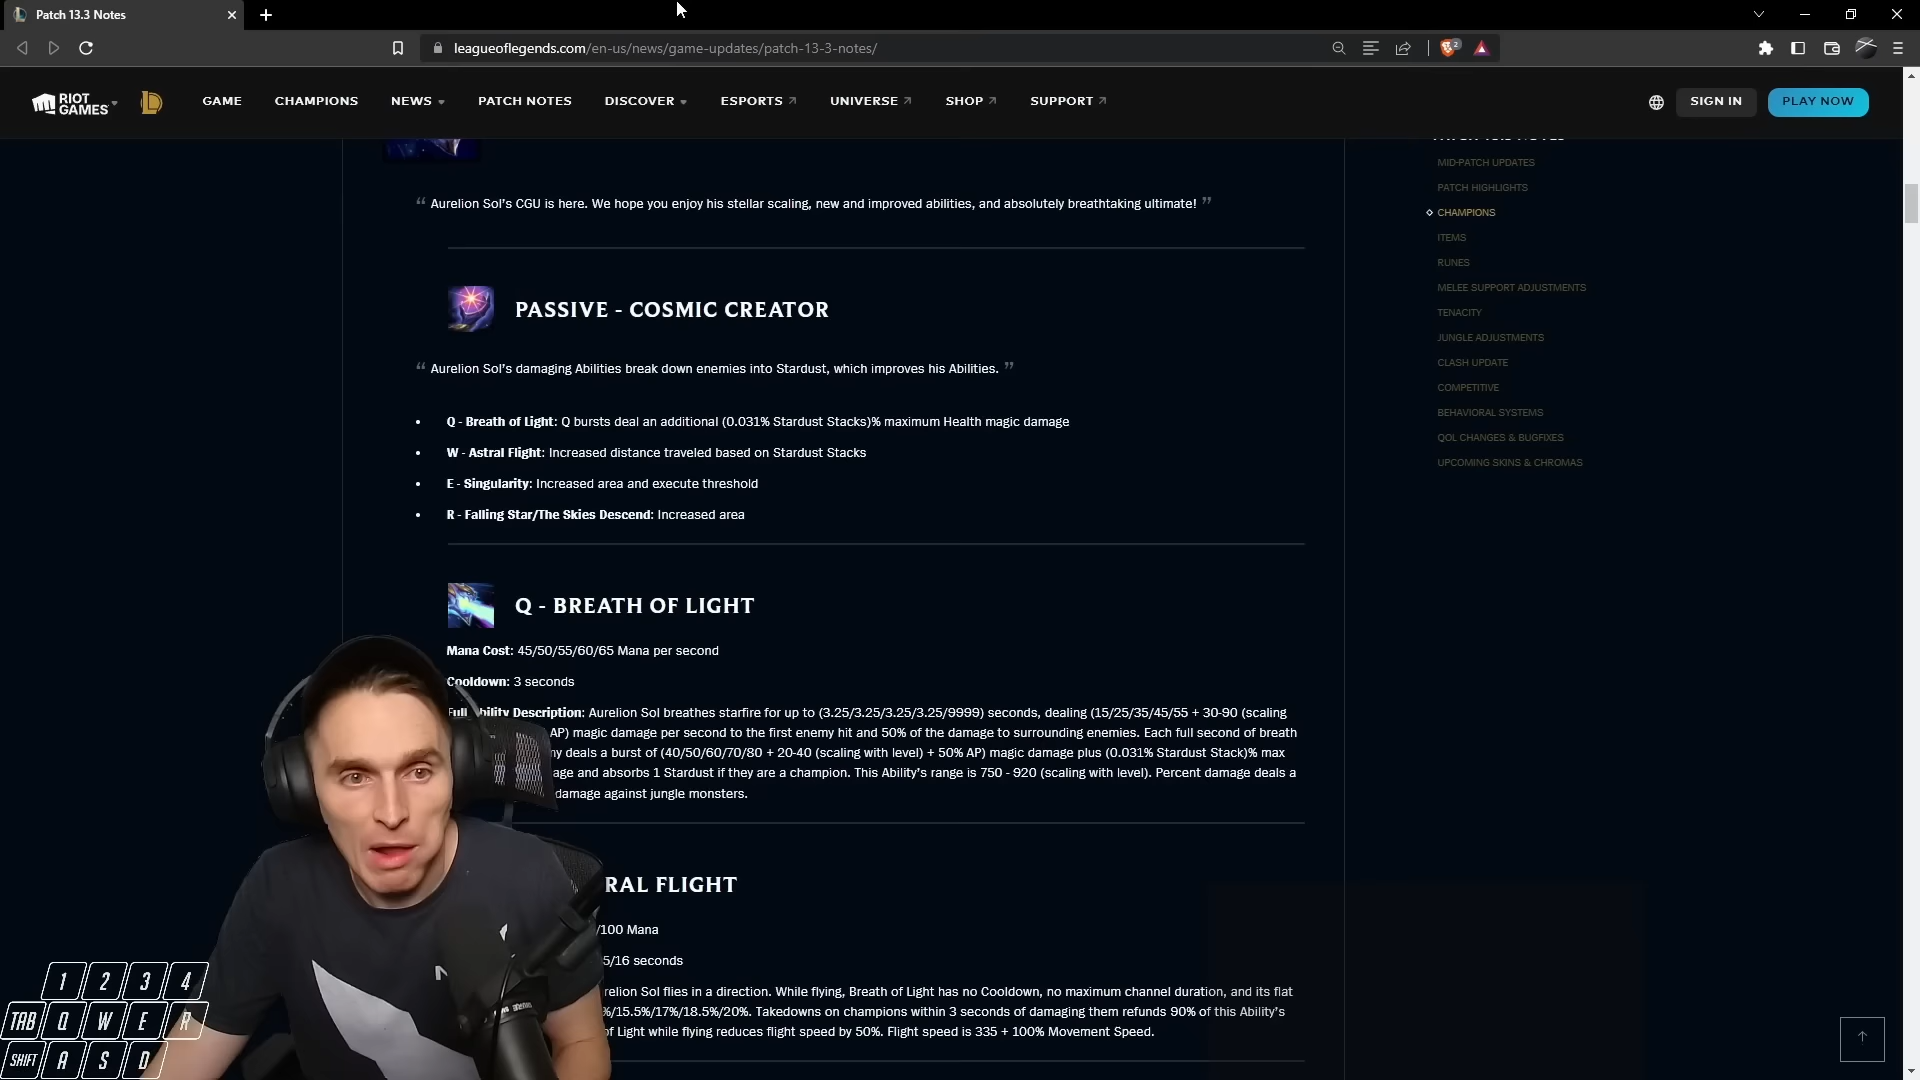 Patch 13.3 Notes
leagueoflegends.com/en-us/news/game-updates/patch-13-3-notes/
2
RIOT GAMES
GAME
CHAMPIONS
NEWS
PATCH NOTES
DISCOVER
ESPORTS
UNIVERSE
SHOP
SUPPORT
SIGN IN
PLAY NOW
MID-PATCH UPDATES
PATCH HIGHLIGHTS
CHAMPIONS
ITEMS
RUNES
MELEE SUPPORT ADJUSTMENTS
TENACITY
JUNGLE ADJUSTMENTS
CLASH UPDATE
COMPETITIVE
BEHAVIORAL SYSTEMS
QOL CHANGES & BUGFIXES
UPCOMING SKINS & CHROMAS
“ Aurelion Sol’s CGU is here. We hope you enjoy his stellar scaling, new and improved abilities, and absolutely breathtaking ultimate! ”
PASSIVE - COSMIC CREATOR
“ Aurelion Sol’s damaging Abilities break down enemies into Stardust, which improves his Abilities. ”
• Q - Breath of Light: Q bursts deal an additional (0.031% Stardust Stacks)% maximum Health magic damage
• W - Astral Flight: Increased distance traveled based on Stardust Stacks
• E - Singularity: Increased area and execute threshold
• R - Falling Star/The Skies Descend: Increased area
Q - BREATH OF LIGHT
Mana Cost: 45/50/55/60/65 Mana per second
Cooldown: 3 seconds
Full Ability Description: Aurelion Sol breathes starfire for up to (3.25/3.25/3.25/3.25/9999) seconds, dealing (15/25/35/45/55 + 30-90 (scaling
AP) magic damage per second to the first enemy hit and 50% of the damage to surrounding enemies. Each full second of breath
deals a burst of (40/50/60/70/80 + 20-40 (scaling with level) + 50% AP) magic damage plus (0.031% Stardust Stack)% max
and absorbs 1 Stardust if they are a champion. This Ability’s range is 750 - 920 (scaling with level). Percent damage deals a
damage against jungle monsters.
RAL FLIGHT
/100 Mana
5/16 seconds
relion Sol flies in a direction. While flying, Breath of Light has no Cooldown, no maximum channel duration, and its flat
%/15.5%/17%/18.5%/20%. Takedowns on champions within 3 seconds of damaging them refunds 90% of this Ability’s
of Light while flying reduces flight speed by 50%. Flight speed is 335 + 100% Movement Speed.
1 2 3 4
TAB Q W E R
SHIFT A S D